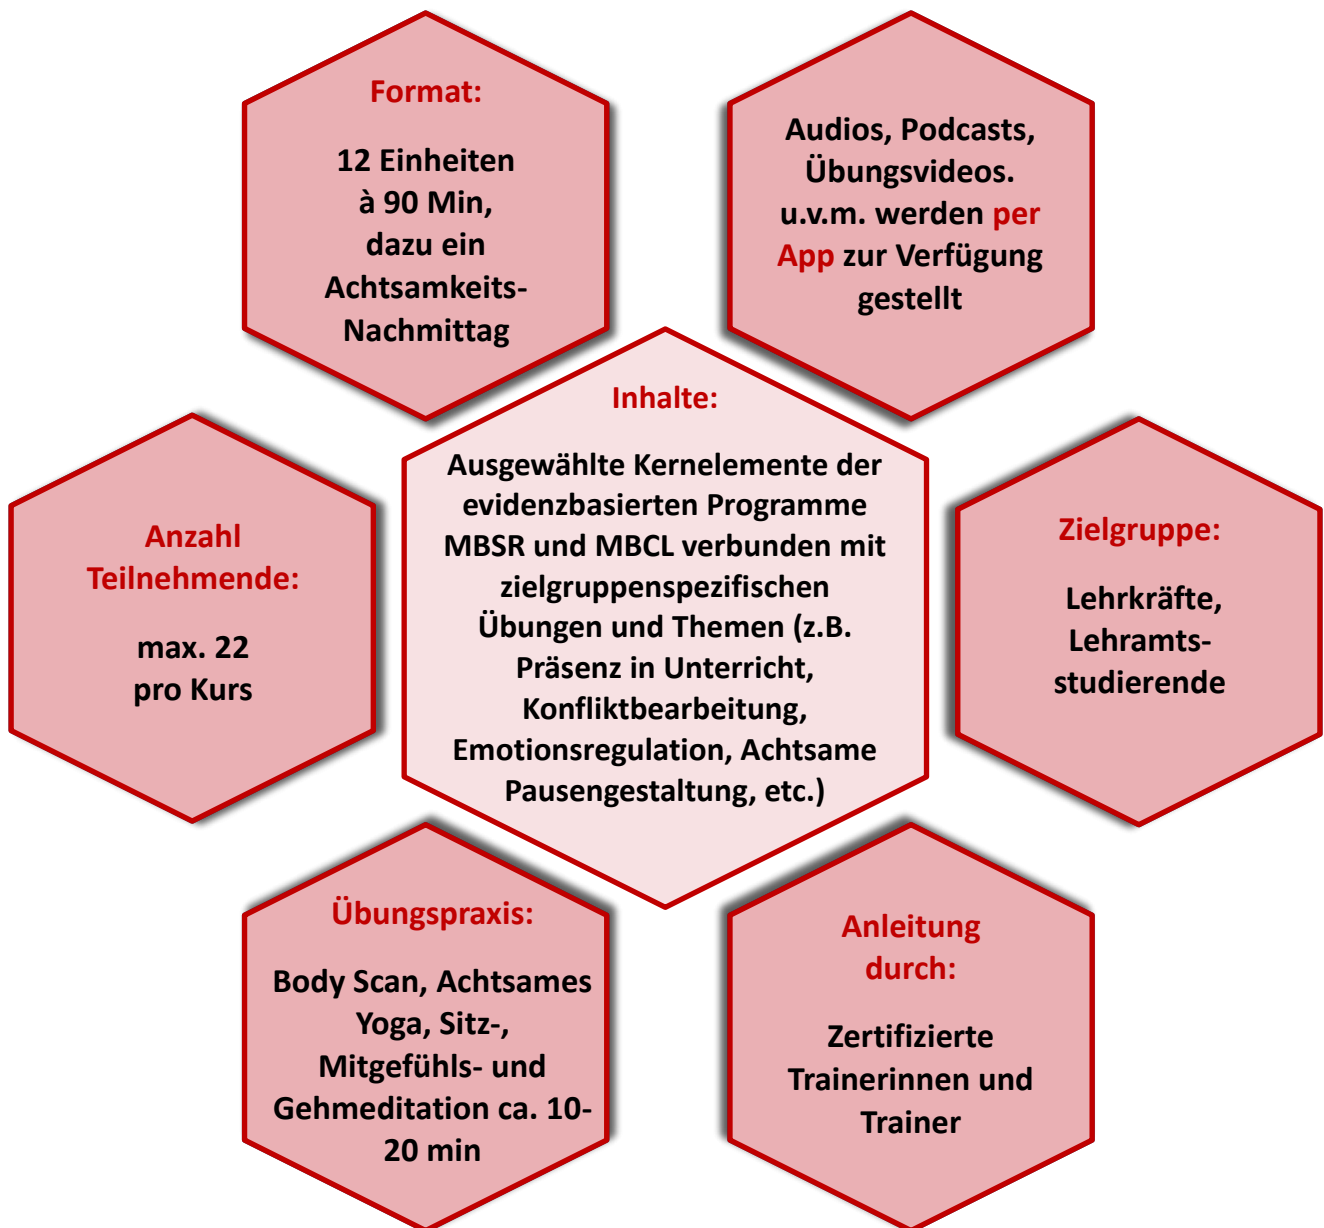 Format:
12 Einheiten
à 90 Min,
dazu ein
Achtsamkeits-
Nachmittag
Audios, Podcasts,
Übungsvideos.
u.v.m. werden per
App zur Verfügung
gestellt
Inhalte:
Ausgewählte Kernelemente der
evidenzbasierten Programme
MBSR und MBCL verbunden mit
zielgruppenspezifischen
Übungen und Themen (z.B.
Präsenz in Unterricht,
Konfliktbearbeitung,
Emotionsregulation, Achtsame
Pausengestaltung, etc.)
Anzahl
Teilnehmende:
max. 22
pro Kurs
Zielgruppe:
Lehrkräfte,
Lehramts-
studierende
Übungspraxis:
Body Scan, Achtsames
Yoga, Sitz-,
Mitgefühls- und
Gehmeditation ca. 10-
20 min
Anleitung
durch:
Zertifizierte
Trainerinnen und
Trainer